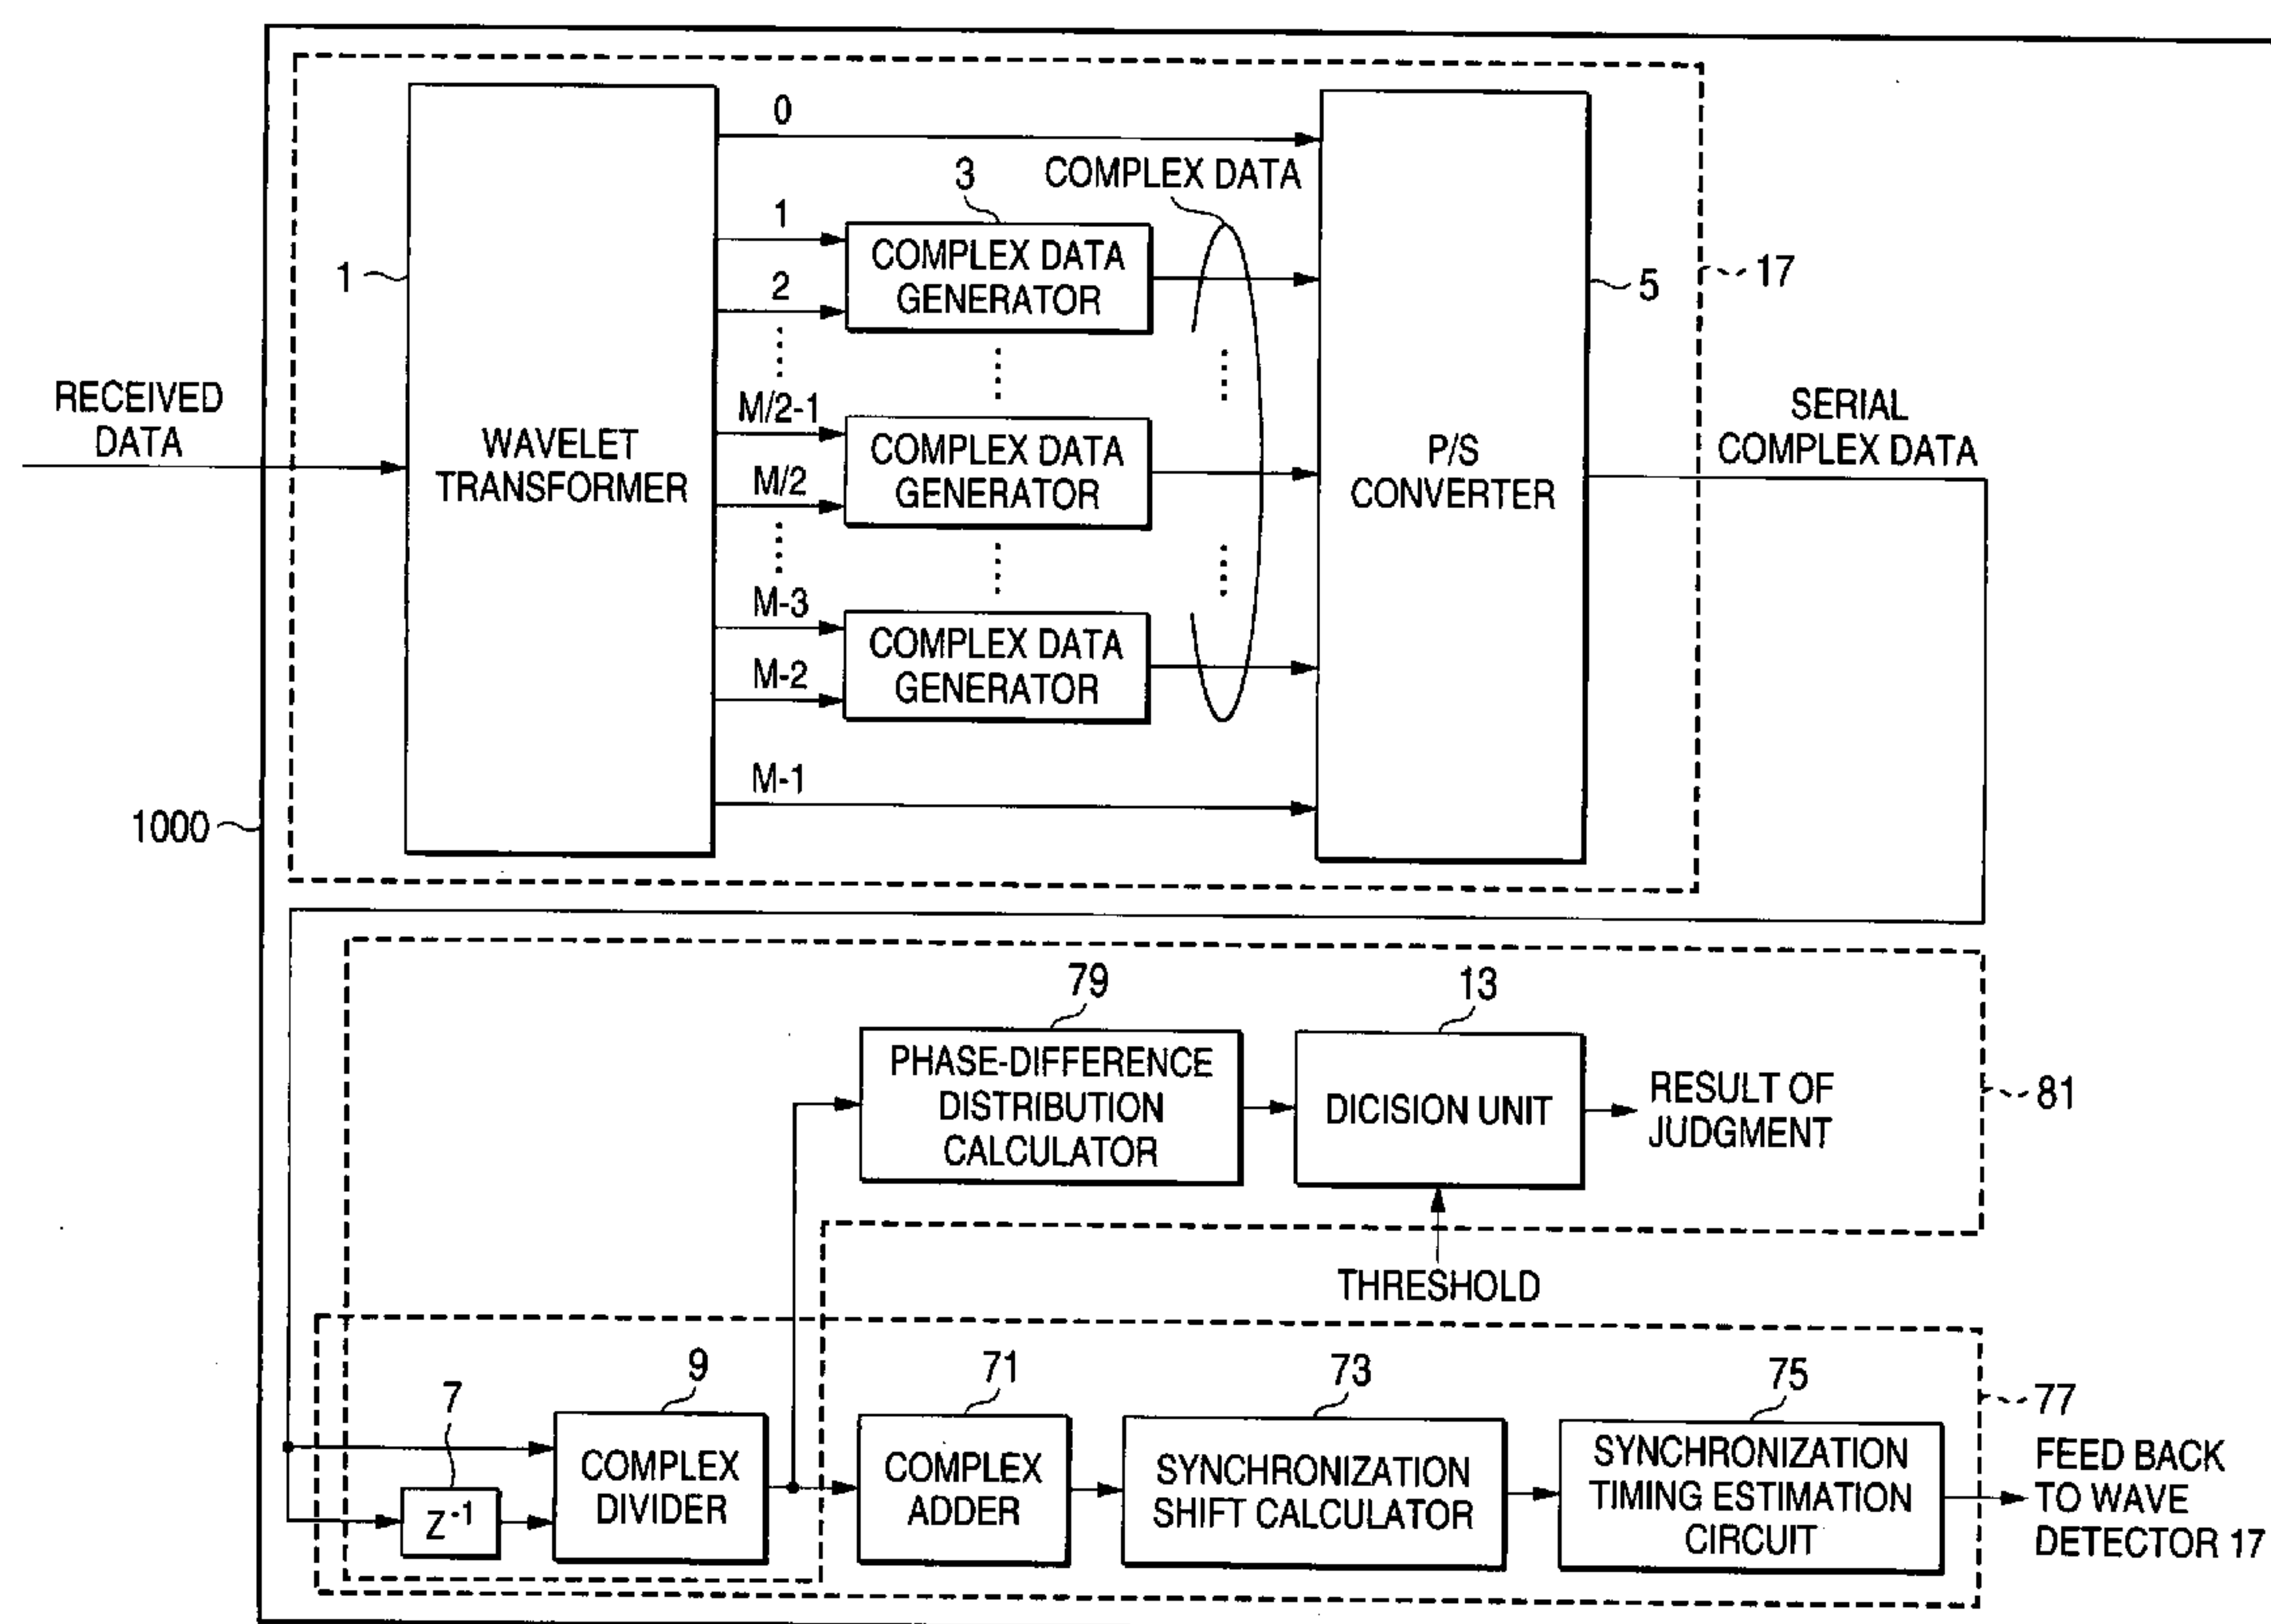 0
3
COMPLEX DATA
1
COMPLEX DATA
GENERATOR
1
2
5
17
RECEIVED
DATA
WAVELET
TRANSFORMER
M/2-1
COMPLEX DATA
GENERATOR
M/2
P/S
CONVERTER
SERIAL
COMPLEX DATA
M-3
COMPLEX DATA
GENERATOR
M-2
M-1
1000
79
13
PHASE-DIFFERENCE
DISTRIBUTION
CALCULATOR
DICISION UNIT
RESULT OF
JUDGMENT
81
THRESHOLD
7
9
71
73
75
77
Z-1
COMPLEX
DIVIDER
COMPLEX
ADDER
SYNCHRONIZATION
SHIFT CALCULATOR
SYNCHRONIZATION
TIMING ESTIMATION
CIRCUIT
FEED BACK
TO WAVE
DETECTOR 17